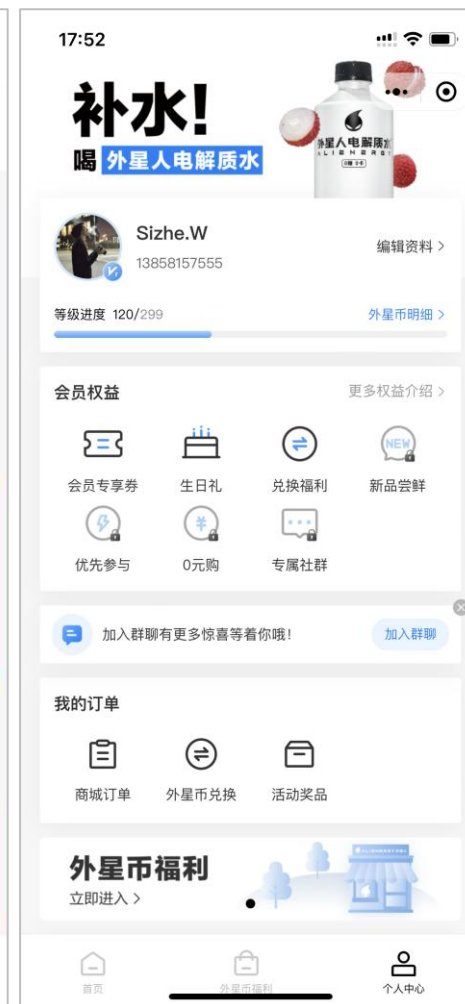 17:52
补水!
喝 外星人电解质水
外星人电解质水
ALIENERGY
0糖 0卡
Sizhe.W
13858157555
编辑资料 >
等级进度 120/299
外星币明细 >
会员权益
更多权益介绍 >
NEW
会员专享券 生日礼 兑换福利 新品尝鲜
优先参与 0元购 专属社群
加入群聊有更多惊喜等着你哦!
加入群聊
我的订单
商城订单 外星币兑换 活动奖品
外星币福利
立即进入 >
首页 外星币福利 个人中心